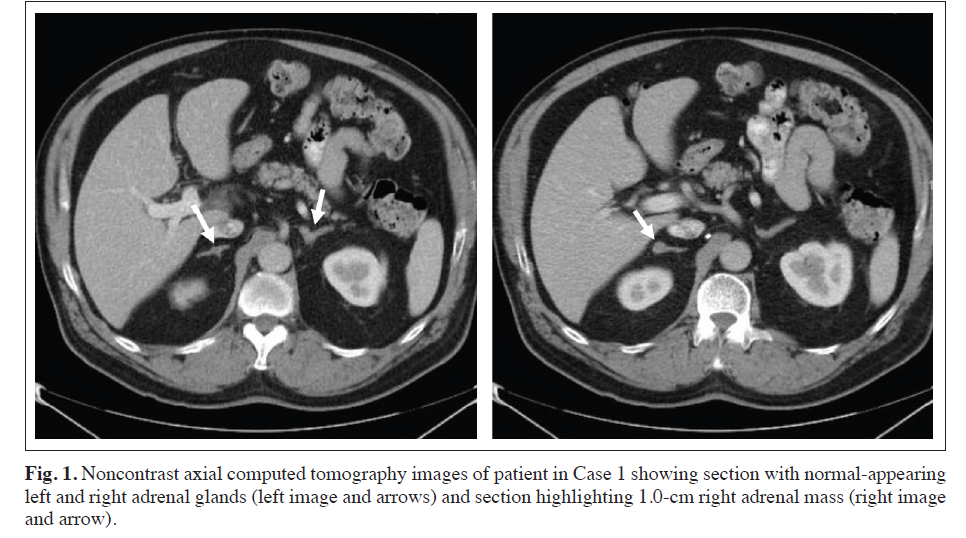 Fig. 1. Noncontrast axial computed tomography images of patient in Case 1 showing section with normal-appearing
left and right adrenal glands (left image and arrows) and section highlighting 1.0-cm right adrenal mass (right image
and arrow).